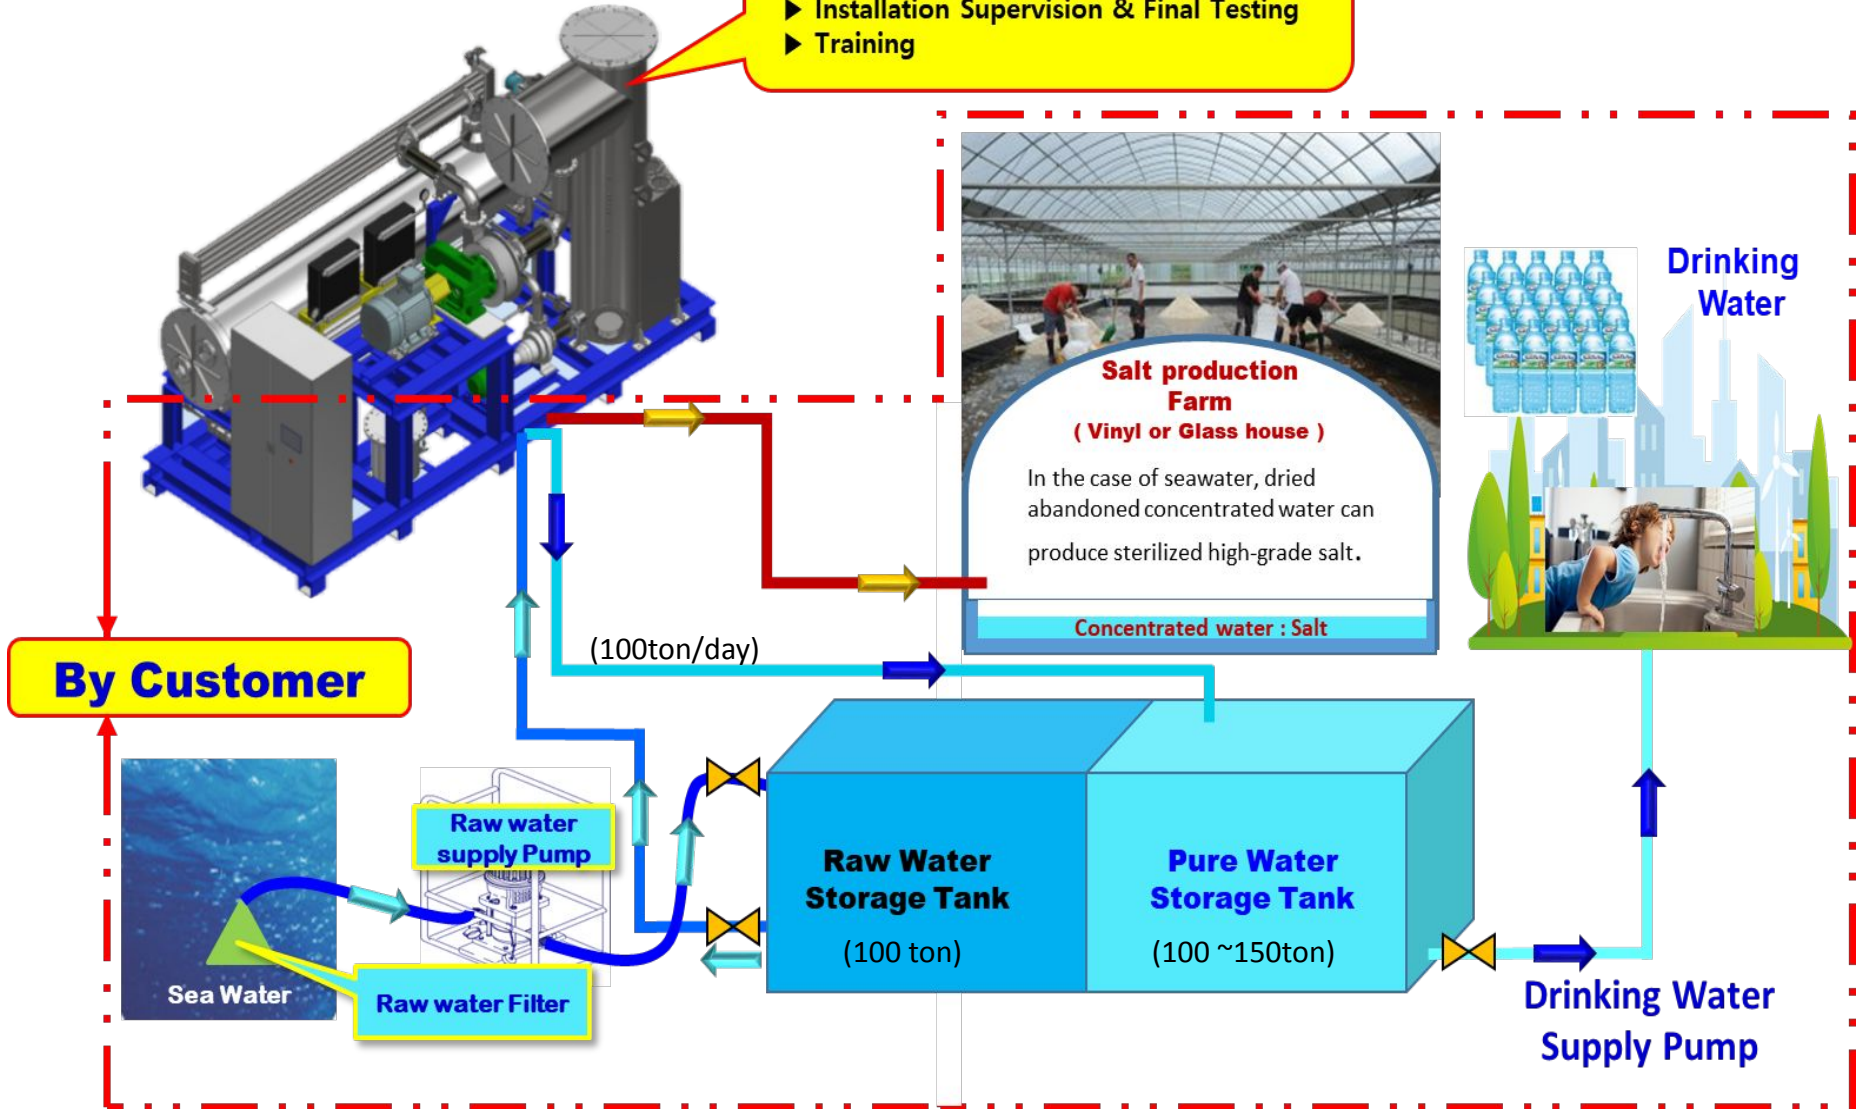 ▶ Installation Supervision & Final Testing
▶ Training
Drinking
Water
Salt production
Farm
( Vinyl or Glass house )
In the case of seawater, dried
abandoned concentrated water can
produce sterilized high-grade salt.
Concentrated water : Salt
(100ton/day)
By Customer
Raw water
supply Pump
Sea Water
Raw water Filter
Raw Water
Storage Tank
(100 ton)
Pure Water
Storage Tank
(100 ~150ton)
Drinking Water
Supply Pump